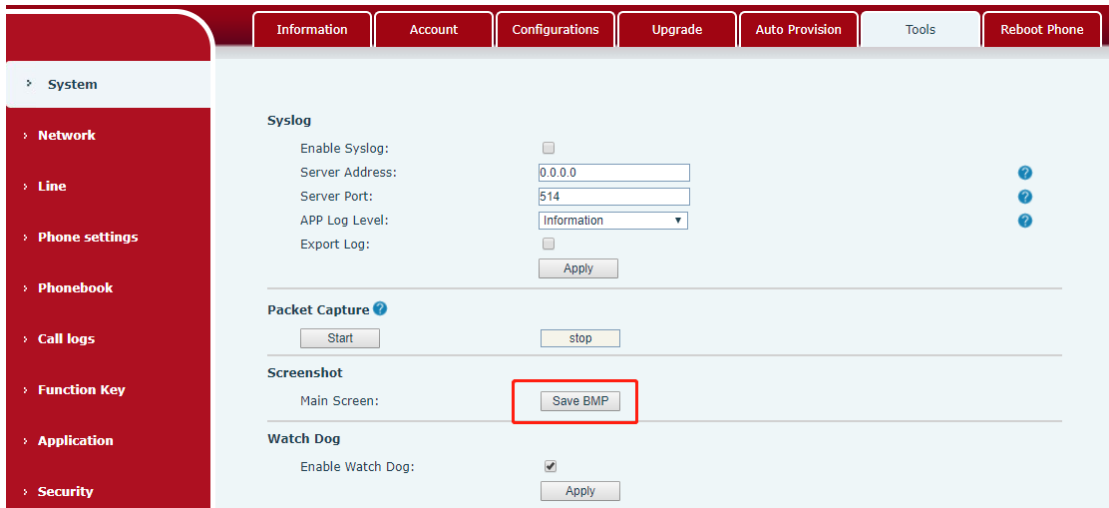 Information Account Configurations Upgrade Auto Provision Tools Reboot Phone
System
Network
Line
Phone settings
Phonebook
Call logs
Function Key
Application
Security
Syslog
Enable Syslog:
Server Address: 0.0.0.0
Server Port: 514
APP Log Level: Information
Export Log:
Apply
Packet Capture
Start stop
Screenshot
Main Screen: Save BMP
Watch Dog
Enable Watch Dog:
Apply